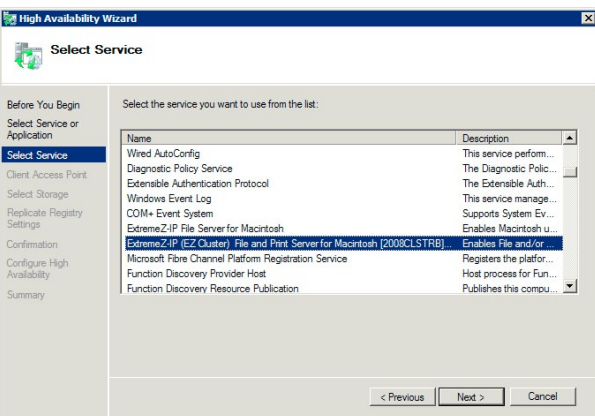 High Availability Wizard
Select Service
Before You Begin
Select Service or
Application
Select Service
Client Access Point
Select Storage
Replicate Registry
Settings
Confirmation
Configure High
Availability
Summary
Select the service you want to use from the list:
Name Description
Wired AutoConfig This service perform...
Diagnostic Policy Service The Diagnostic Polic...
Extensible Authentication Protocol The Extensible Auth...
Windows Event Log This service manage...
COM+ Event System Supports System Ev...
ExtremeZ-IP File Server for Macintosh Enables Macintosh u...
ExtremeZ-IP (EZ Cluster) File and Print Server for Macintosh [2008CLSTRB]... Enables File and/or ...
Microsoft Fibre Channel Platform Registration Service Registers the platfor...
Function Discovery Provider Host Host process for Fun...
Function Discovery Resource Publication Publishes this compu...
< Previous Next > Cancel